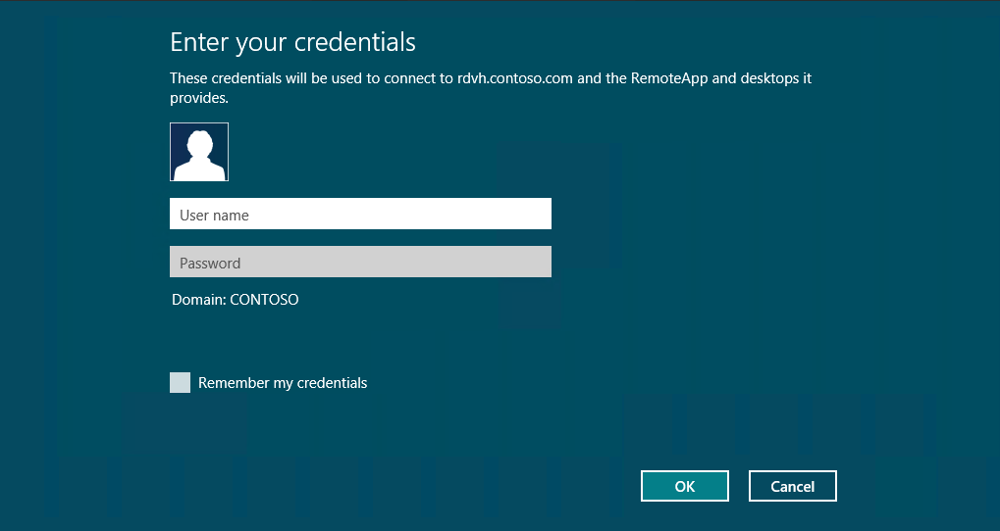 Enter your credentials
These credentials will be used to connect to rdvh.contoso.com and the RemoteApp and desktops it
provides.
User name
Password
Domain: CONTOSO
Remember my credentials
OK
Cancel